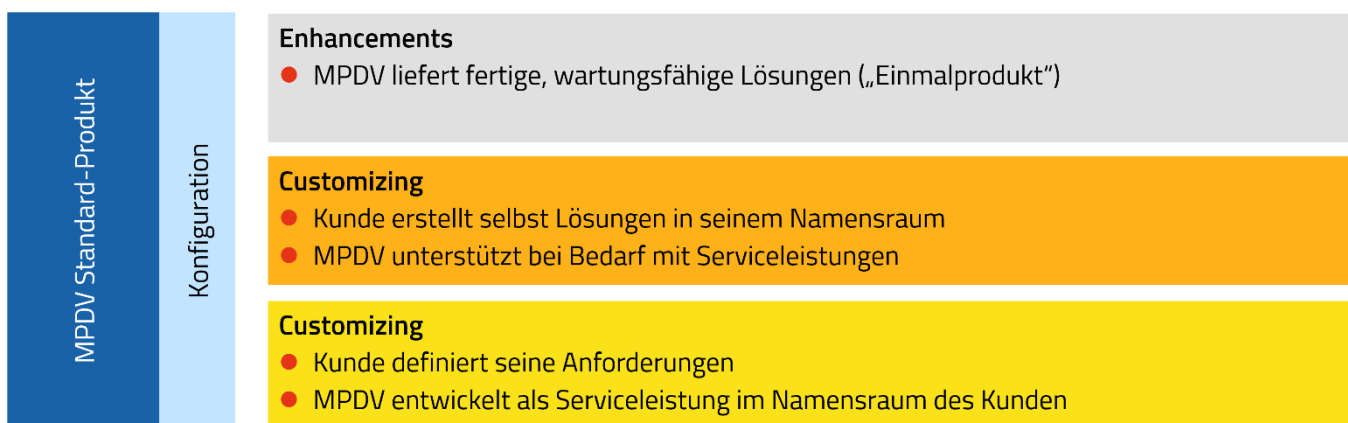 MPDV Standard-Produkt
Konfiguration
Enhancements
● MPDV liefert fertige, wartungsfähige Lösungen („Einmalprodukt“)
Customizing
● Kunde erstellt selbst Lösungen in seinem Namensraum
● MPDV unterstützt bei Bedarf mit Serviceleistungen
Customizing
● Kunde definiert seine Anforderungen
● MPDV entwickelt als Serviceleistung im Namensraum des Kunden